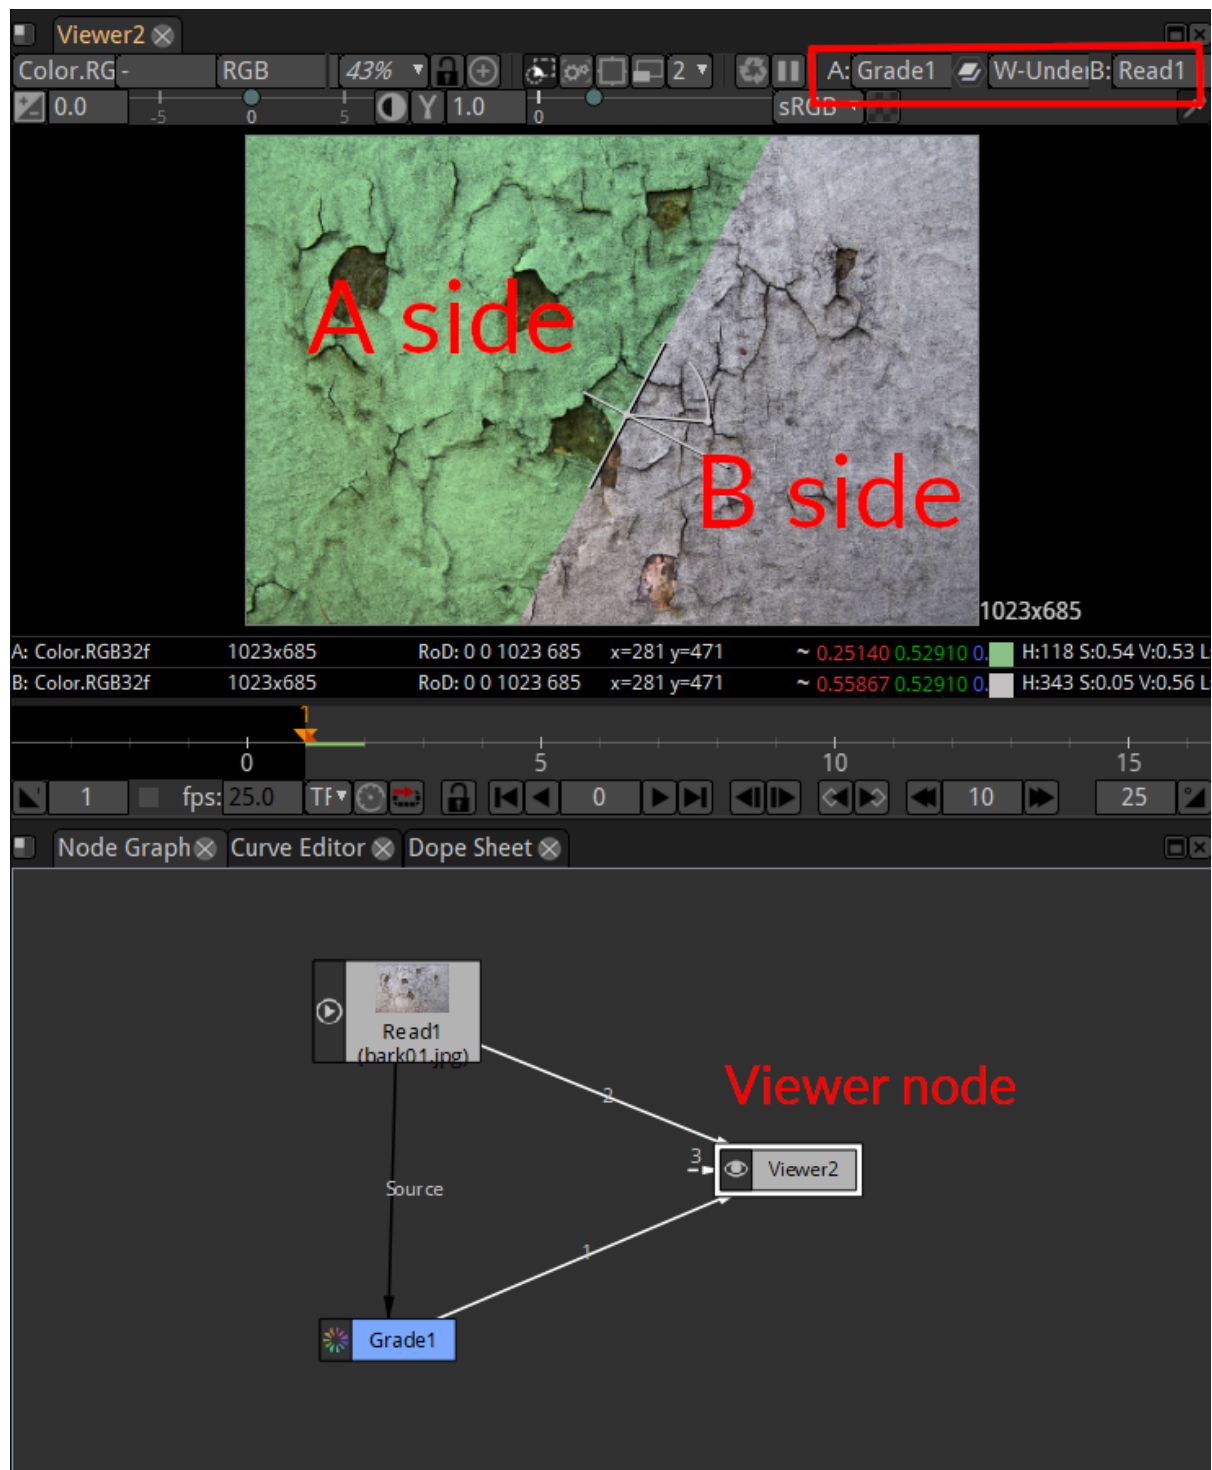 Viewer2
Color.RG - RGB 43% 2 A: Grade1 W-Unde B: Read1
0.0 -5 0 5 Y 1.0 0 sRGB
A side
B side
1023x685
A: Color.RGB32f 1023x685 RoD: 0 0 1023 685 x=281 y=471 ~ 0.25140 0.52910 0. H:118 S:0.54 V:0.53 L:
B: Color.RGB32f 1023x685 RoD: 0 0 1023 685 x=281 y=471 ~ 0.55867 0.52910 0. H:343 S:0.05 V:0.56 L:
1
0 5 10 15
1 fps: 25.0 TF 0 10 25
Node Graph Curve Editor Dope Sheet
Read1
(bark01.jpg)
2
Viewer node
3
Viewer2
Source
1
Grade1